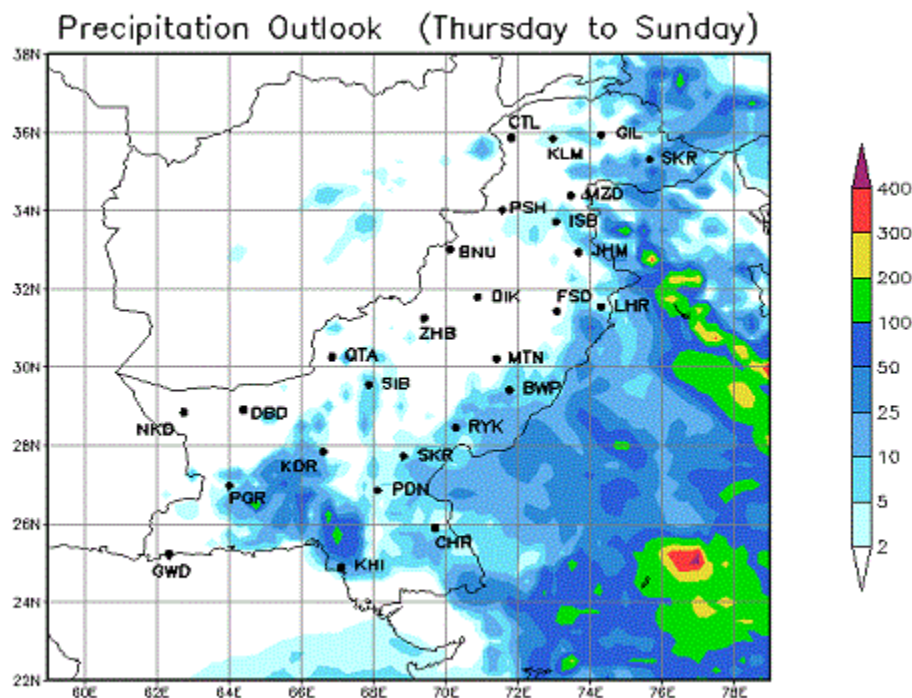 Precipitation Outlook (Thursday to Sunday)
38N
36N
34N
32N
30N
28N
26N
24N
22N
CTL
KLM
GIL
SKR
MZD
PSH
ISB
BNU
JHM
DIK
FSD
LHR
ZHB
QTA
MTN
SIB
BWP
NKD
DBD
RYK
KDR
SKR
PGR
PDN
CHR
GWD
KHI
60E 62E 64E 66E 68E 70E 72E 74E 76E 78E
400
300
200
100
50
25
10
5
2